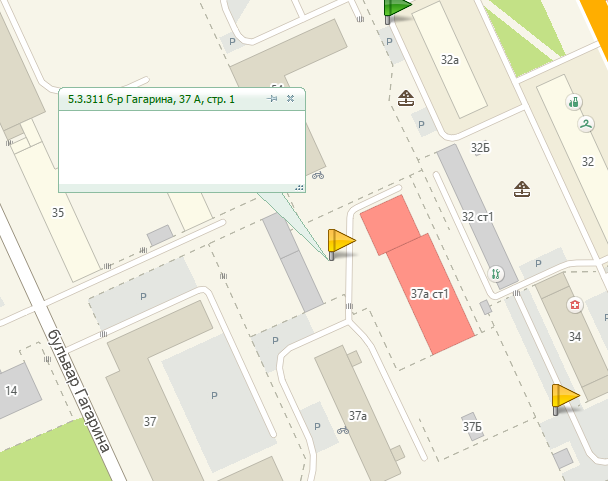 32а
5.3.311 б-р Гагарина, 37 А, стр. 1
P
P
32Б
32
35
32 ст1
P
P
37а ст1
P
34
P
бульвар Гагарина
P
14
37
37а
P
37Б